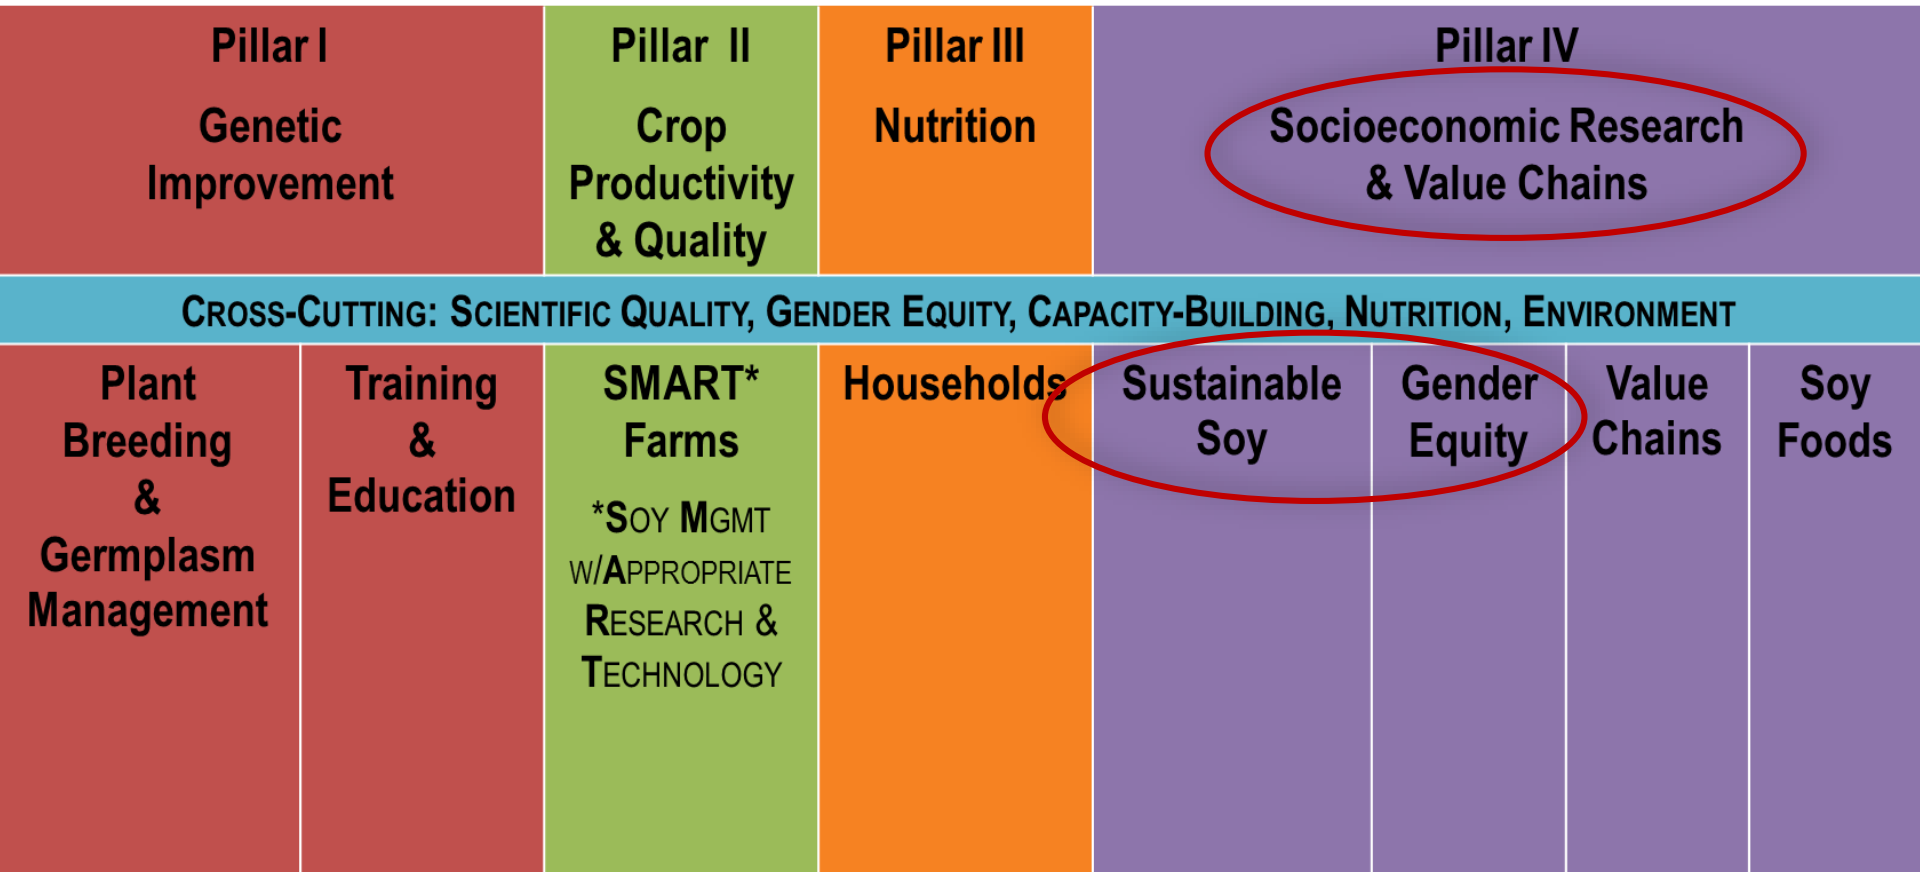 Pillar I
Genetic
Improvement
Pillar II
Crop
Productivity
& Quality
Pillar III
Nutrition
Pillar IV
Socioeconomic Research
& Value Chains
CROSS-CUTTING: SCIENTIFIC QUALITY, GENDER EQUITY, CAPACITY-BUILDING, NUTRITION, ENVIRONMENT
Plant
Breeding
&
Germplasm
Management
Training
&
Education
SMART*
Farms
*SOY MGMT
W/APPROPRIATE
RESEARCH &
TECHNOLOGY
Households
Sustainable
Soy
Gender
Equity
Value
Chains
Soy
Foods